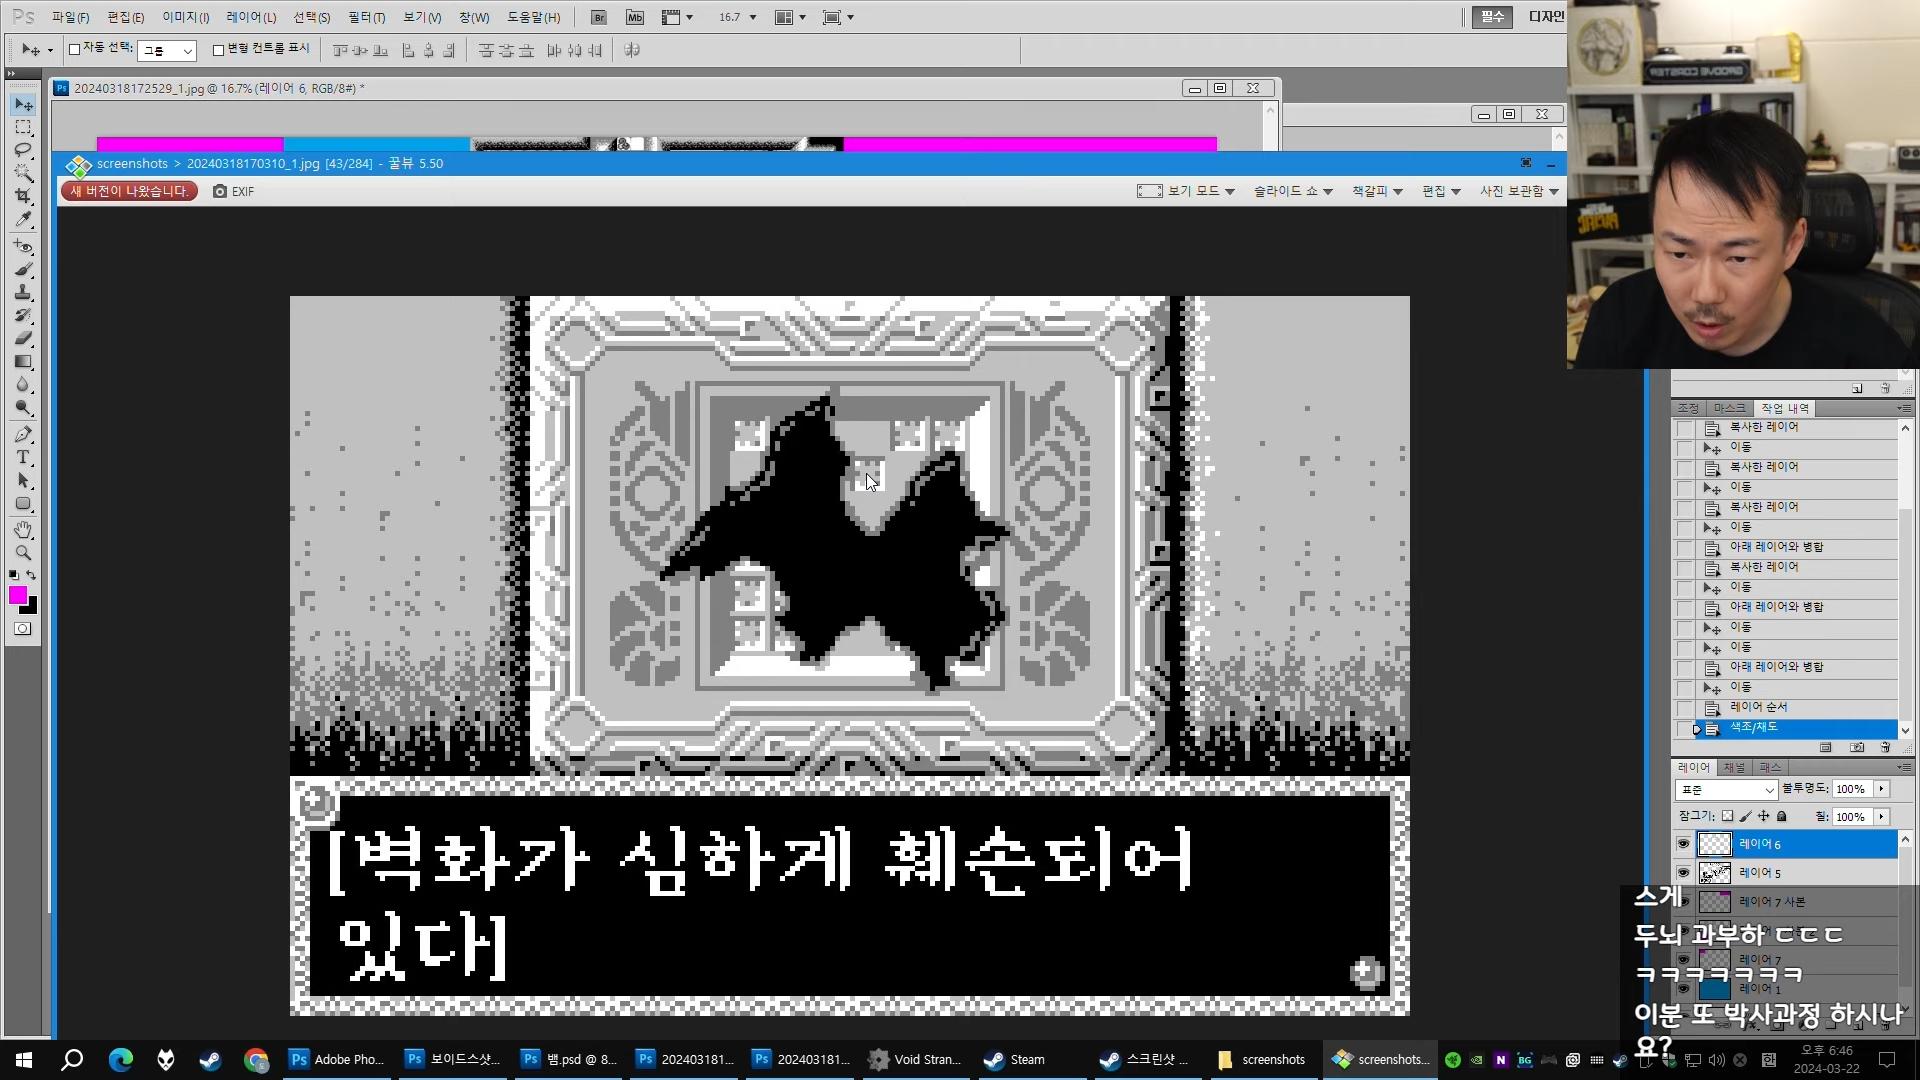 Ps 파일(F) 편집(E) 이미지(I) 레이어(L) 선택(S) 필터(T) 보기(V) 창(W) 도움말(H) Br Mb 16.7 필수 디자인
자동 선택: 그룹 변형 컨트롤 표시
Ps 20240318172529_1.jpg @ 16.7% (레이어 6, RGB/8#) *
screenshots > 20240318170310_1.jpg [43/284] - 꿀뷰 5.50
새 버전이 나왔습니다. EXIF 보기 모드 슬라이드 쇼 책갈피 편집 사진 보관함
[벽화가 심하게 훼손되어
있다]
조정 마스크 작업 내역
복사한 레이어
이동
복사한 레이어
이동
복사한 레이어
이동
아래 레이어와 병합
복사한 레이어
이동
아래 레이어와 병합
이동
이동
아래 레이어와 병합
이동
레이어 순서
색조/채도
레이어 채널 패스
표준 불투명도: 100%
잠그기: 칠: 100%
레이어 6
레이어 5
레이어 7 사본
레이어 7
레이어 1
스게
두뇌 과부하 ㄷㄷㄷ
ㅋㅋㅋㅋㅋㅋㅋ
이분 또 박사과정 하시나
요?
Adobe Pho... 보이드스샷... 뱀.psd @ 8... 202403181... 202403181... Void Stran... Steam 스크린샷 ... screenshots screenshots...
한 오후 6:46
2024-03-22